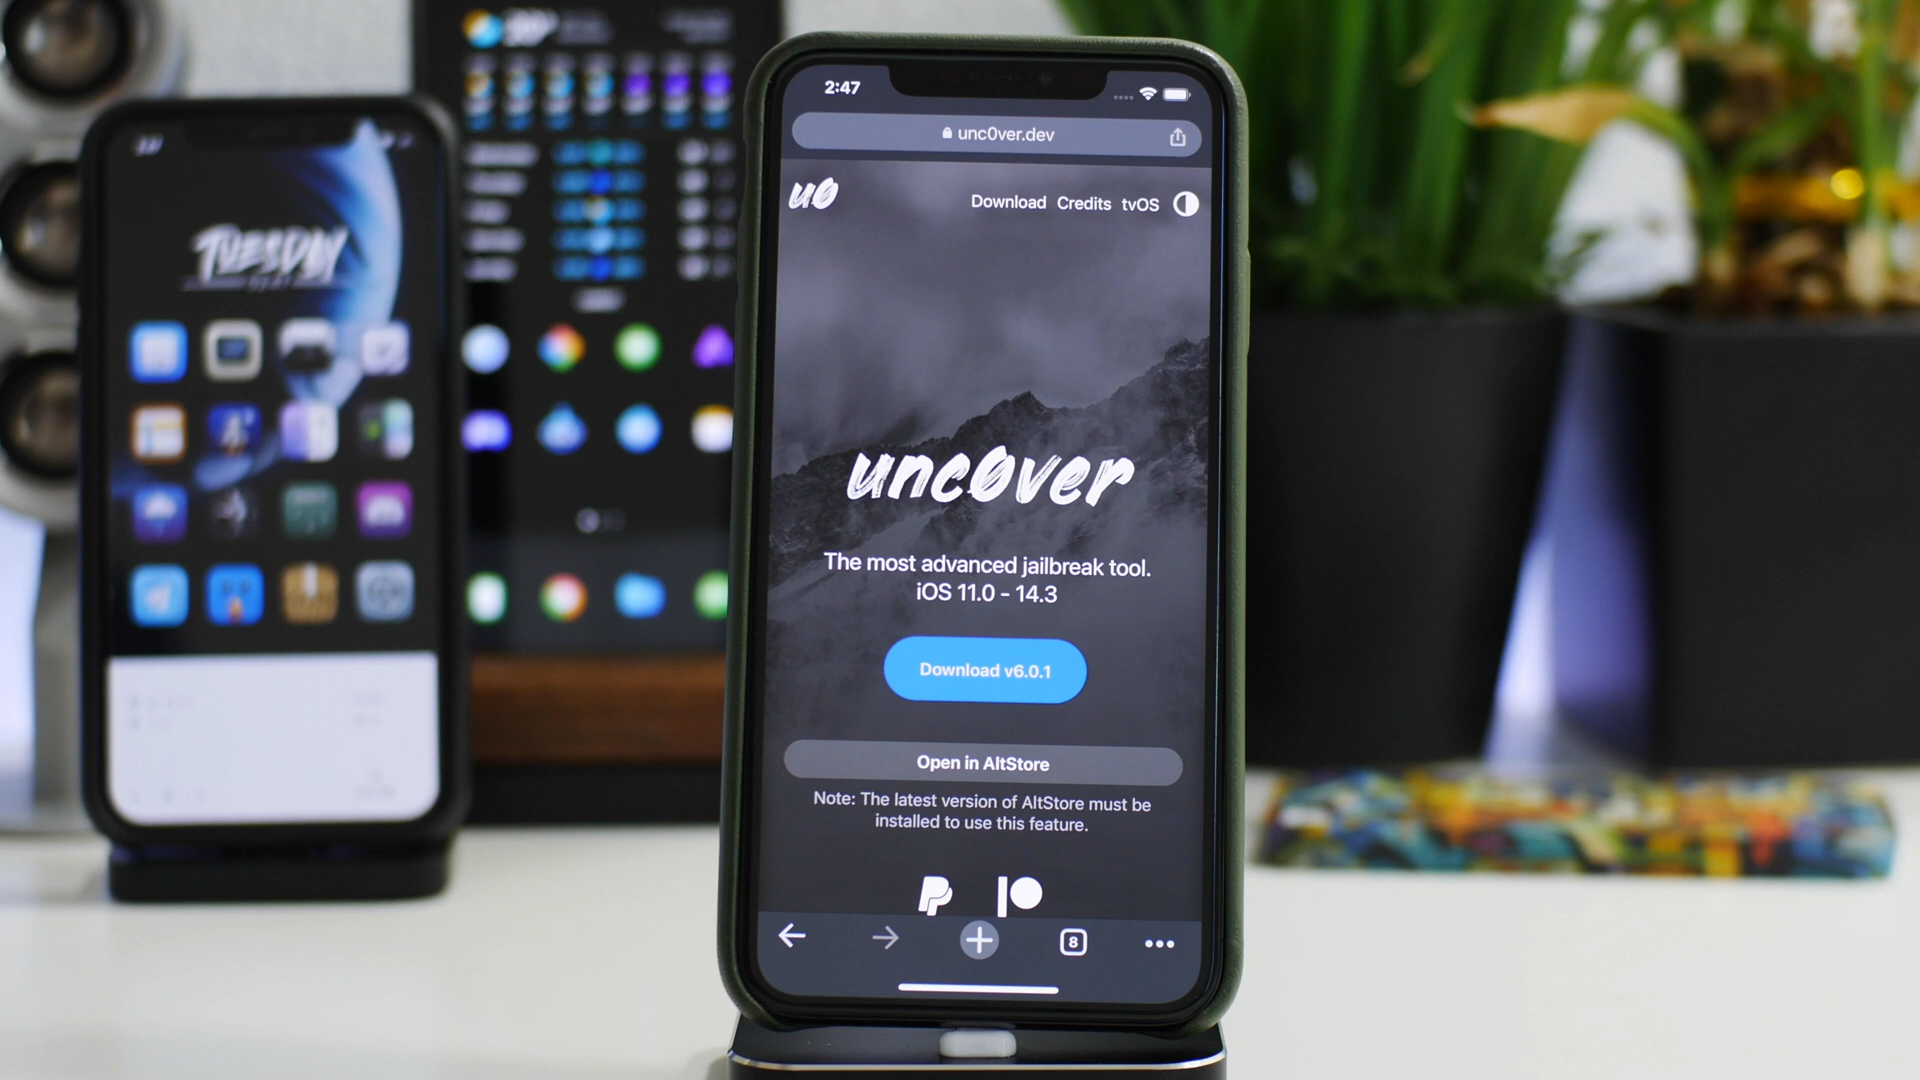 TUESDAY
2:47
unc0ver.dev
u0
Download Credits tvOS
unc0ver
The most advanced jailbreak tool.
iOS 11.0 - 14.3
Download v6.0.1
Open in AltStore
Note: The latest version of AltStore must be
installed to use this feature.
8